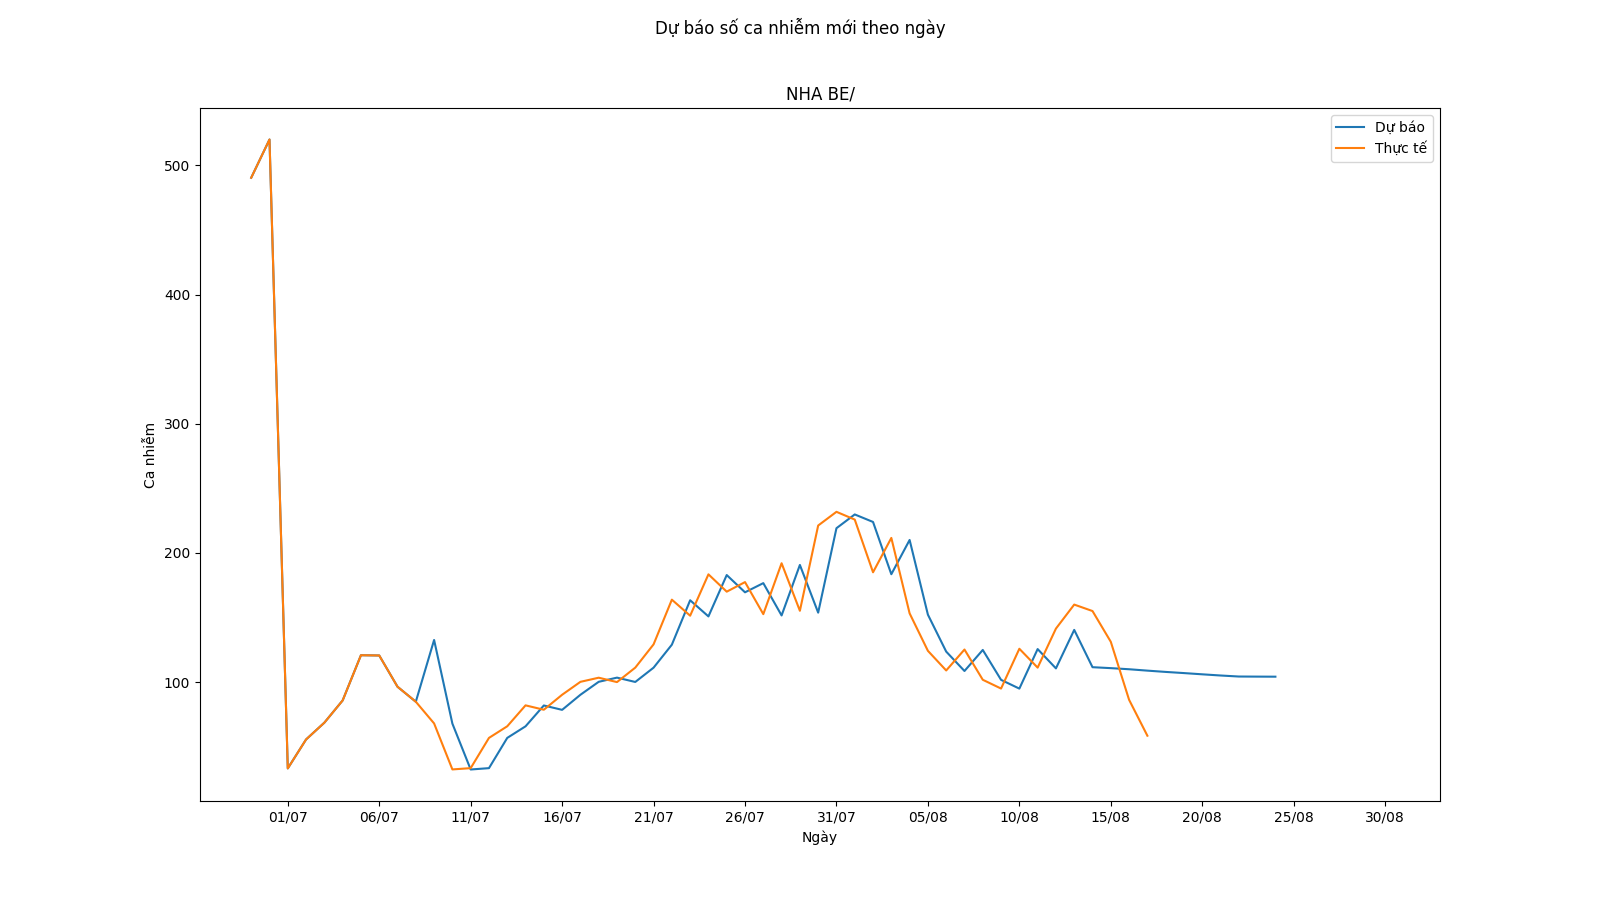 Dự báo số ca nhiễm mới theo ngày
NHA BE/
Dự báo
Thực tế
500
400
300
200
100
Ca nhiễm
01/07 06/07 11/07 16/07 21/07 26/07 31/07 05/08 10/08 15/08 20/08 25/08 30/08
Ngày